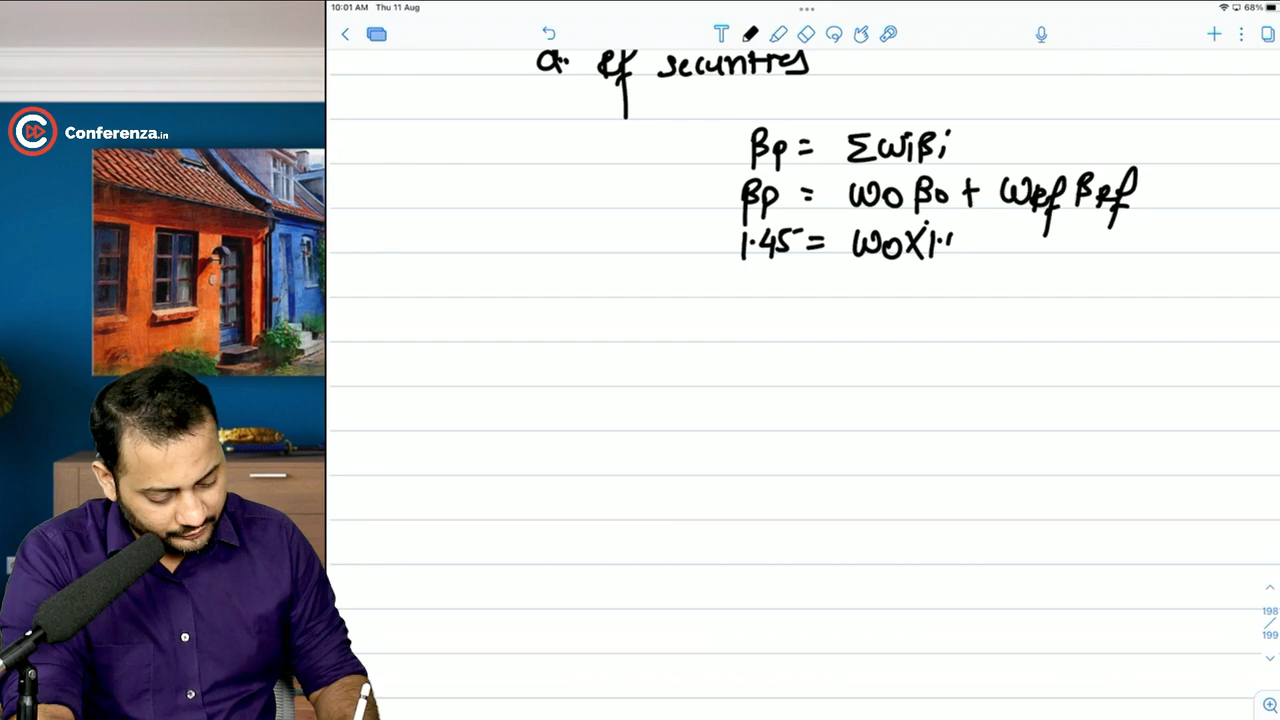 10:01 AM Thu 11 Aug
68%
Conferenza.in
a. Rf securities
βp = Σwiβi
βp = wo βo + wRf βRf
1.45 = wo × 1.
198
199